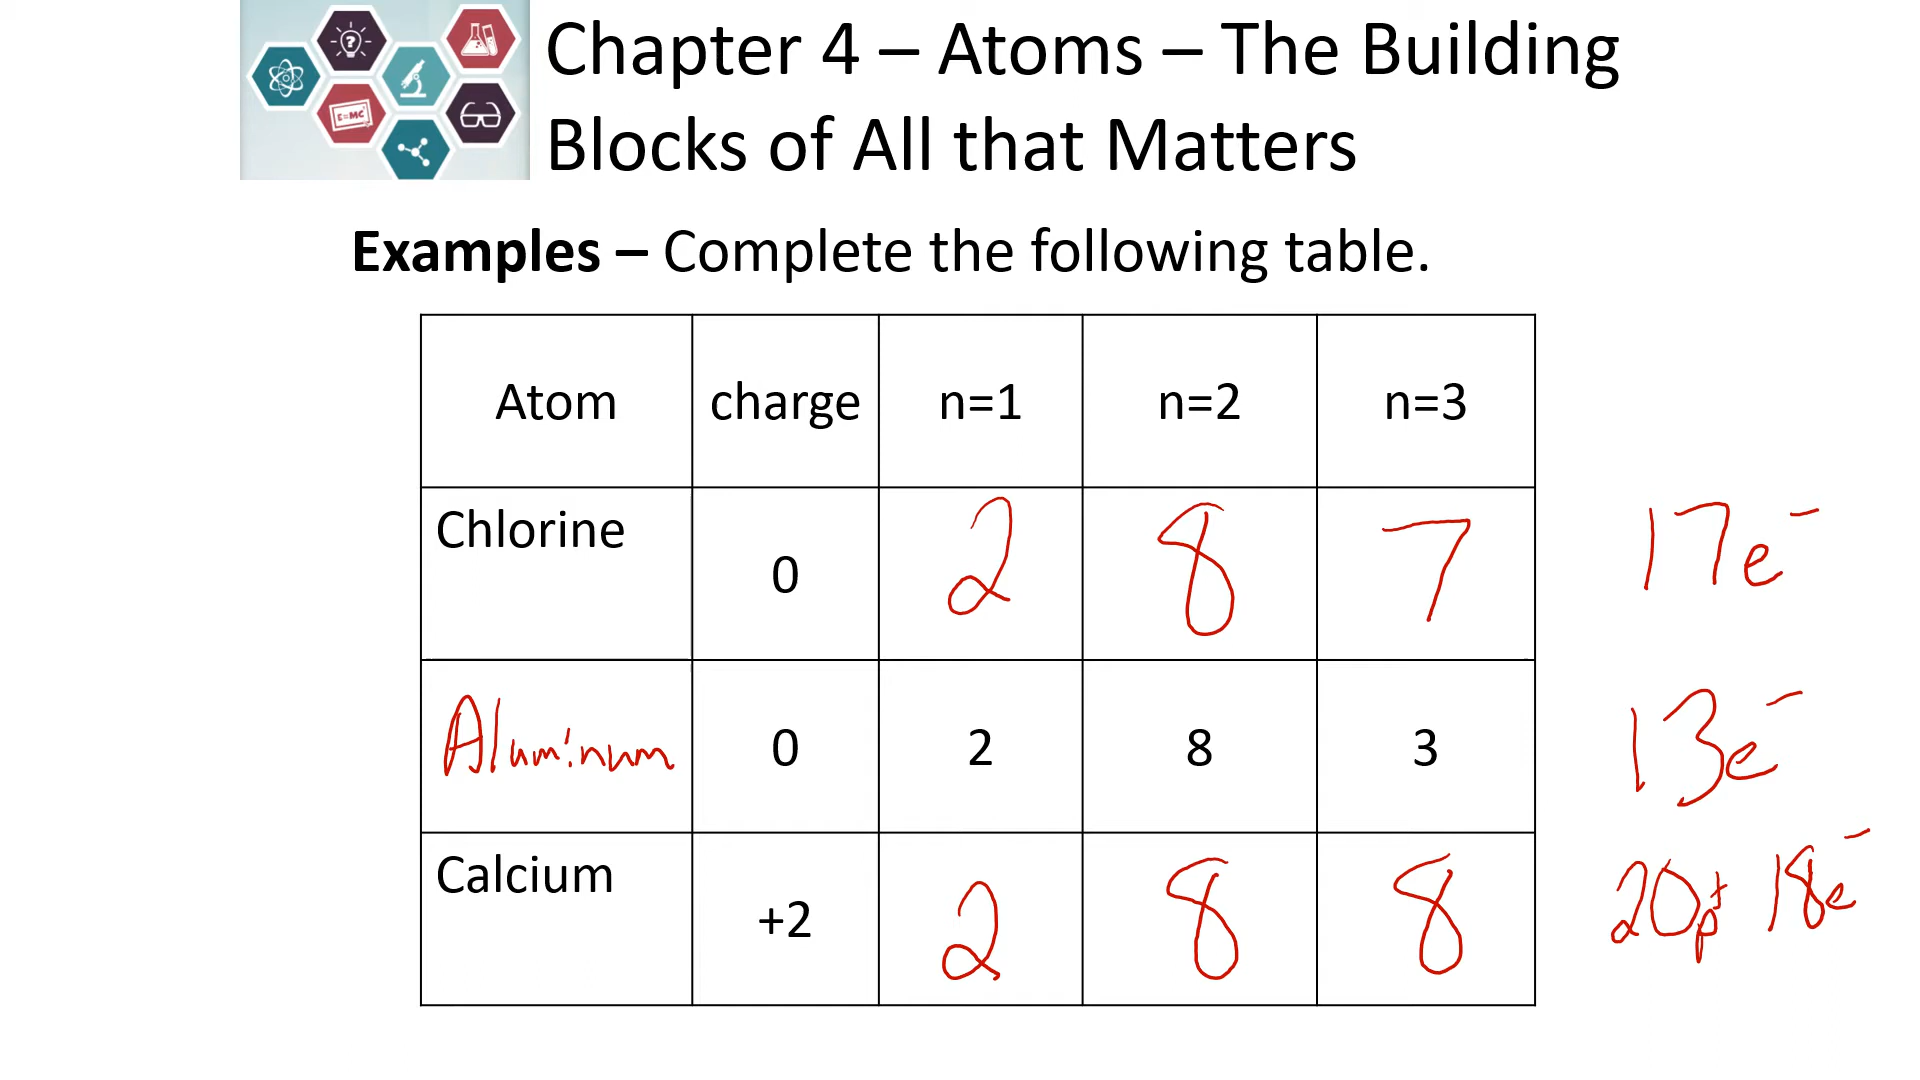 Chapter 4 – Atoms – The Building
Blocks of All that Matters
E=MC²
Examples – Complete the following table.
Atom charge n=1 n=2 n=3
Chlorine 0 2 8 7 17e⁻
Aluminum 0 2 8 3 13e⁻
Calcium +2 2 8 8 20p⁺ 18e⁻